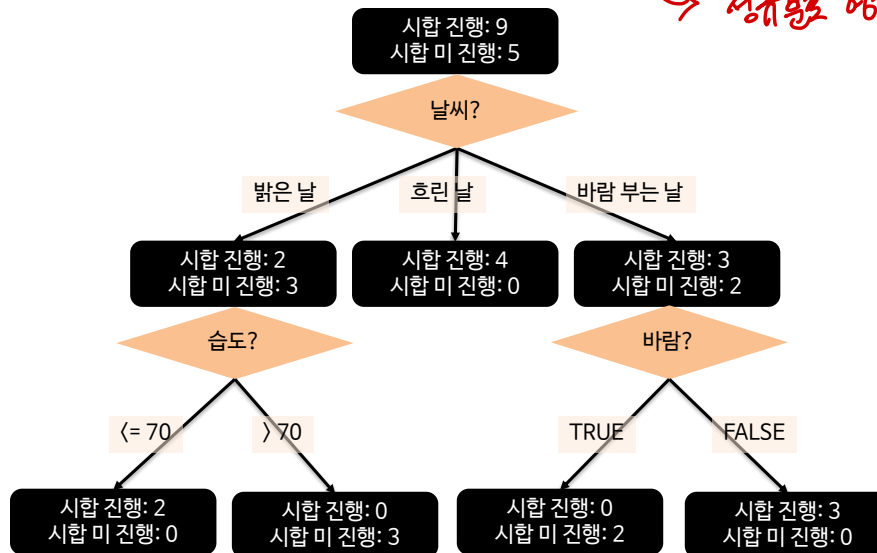 시합 진행: 9
시합 미 진행: 5
날씨?
밝은 날
흐린 날
바람 부는 날
시합 진행: 2
시합 미 진행: 3
시합 진행: 4
시합 미 진행: 0
시합 진행: 3
시합 미 진행: 2
습도?
바람?
<= 70
> 70
TRUE
FALSE
시합 진행: 2
시합 미 진행: 0
시합 진행: 0
시합 미 진행: 3
시합 진행: 0
시합 미 진행: 2
시합 진행: 3
시합 미 진행: 0